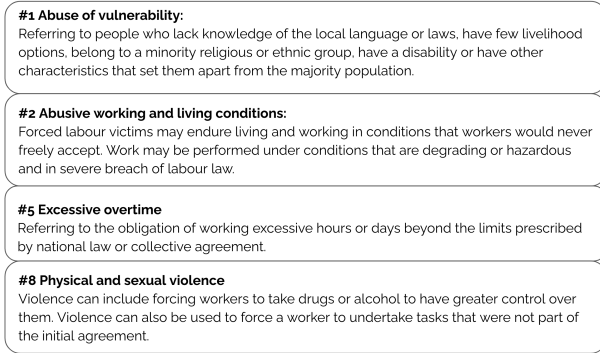 #1 Abuse of vulnerability:
Referring to people who lack knowledge of the local language or laws, have few livelihood
options, belong to a minority religious or ethnic group, have a disability or have other
characteristics that set them apart from the majority population.
#2 Abusive working and living conditions:
Forced labour victims may endure living and working in conditions that workers would never
freely accept. Work may be performed under conditions that are degrading or hazardous
and in severe breach of labour law.
#5 Excessive overtime
Referring to the obligation of working excessive hours or days beyond the limits prescribed
by national law or collective agreement.
#8 Physical and sexual violence
Violence can include forcing workers to take drugs or alcohol to have greater control over
them. Violence can also be used to force a worker to undertake tasks that were not part of
the initial agreement.